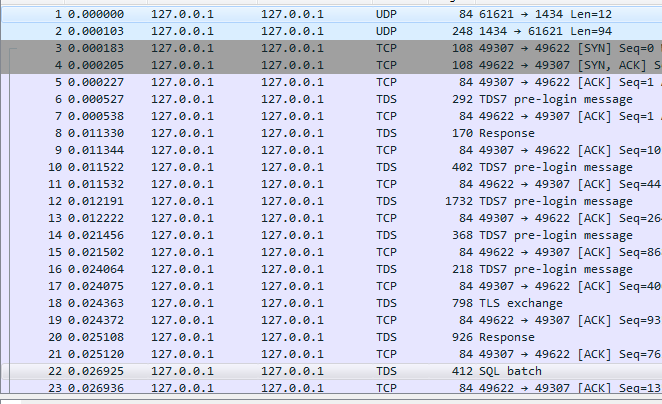 1 0.000000 127.0.0.1 127.0.0.1 UDP 84 61621 → 1434 Len=12
2 0.000103 127.0.0.1 127.0.0.1 UDP 248 1434 → 61621 Len=94
3 0.000183 127.0.0.1 127.0.0.1 TCP 108 49307 → 49622 [SYN] Seq=0
4 0.000205 127.0.0.1 127.0.0.1 TCP 108 49622 → 49307 [SYN, ACK] S
5 0.000227 127.0.0.1 127.0.0.1 TCP 84 49307 → 49622 [ACK] Seq=1
6 0.000527 127.0.0.1 127.0.0.1 TDS 292 TDS7 pre-login message
7 0.000538 127.0.0.1 127.0.0.1 TCP 84 49622 → 49307 [ACK] Seq=1
8 0.011330 127.0.0.1 127.0.0.1 TDS 170 Response
9 0.011344 127.0.0.1 127.0.0.1 TCP 84 49307 → 49622 [ACK] Seq=10
10 0.011522 127.0.0.1 127.0.0.1 TDS 402 TDS7 pre-login message
11 0.011532 127.0.0.1 127.0.0.1 TCP 84 49622 → 49307 [ACK] Seq=44
12 0.012191 127.0.0.1 127.0.0.1 TDS 1732 TDS7 pre-login message
13 0.012222 127.0.0.1 127.0.0.1 TCP 84 49307 → 49622 [ACK] Seq=26
14 0.021456 127.0.0.1 127.0.0.1 TDS 368 TDS7 pre-login message
15 0.021502 127.0.0.1 127.0.0.1 TCP 84 49622 → 49307 [ACK] Seq=86
16 0.024064 127.0.0.1 127.0.0.1 TDS 218 TDS7 pre-login message
17 0.024075 127.0.0.1 127.0.0.1 TCP 84 49307 → 49622 [ACK] Seq=40
18 0.024363 127.0.0.1 127.0.0.1 TDS 798 TLS exchange
19 0.024372 127.0.0.1 127.0.0.1 TCP 84 49622 → 49307 [ACK] Seq=93
20 0.025108 127.0.0.1 127.0.0.1 TDS 926 Response
21 0.025120 127.0.0.1 127.0.0.1 TCP 84 49307 → 49622 [ACK] Seq=76
22 0.026925 127.0.0.1 127.0.0.1 TDS 412 SQL batch
23 0.026936 127.0.0.1 127.0.0.1 TCP 84 49622 → 49307 [ACK] Seq=13